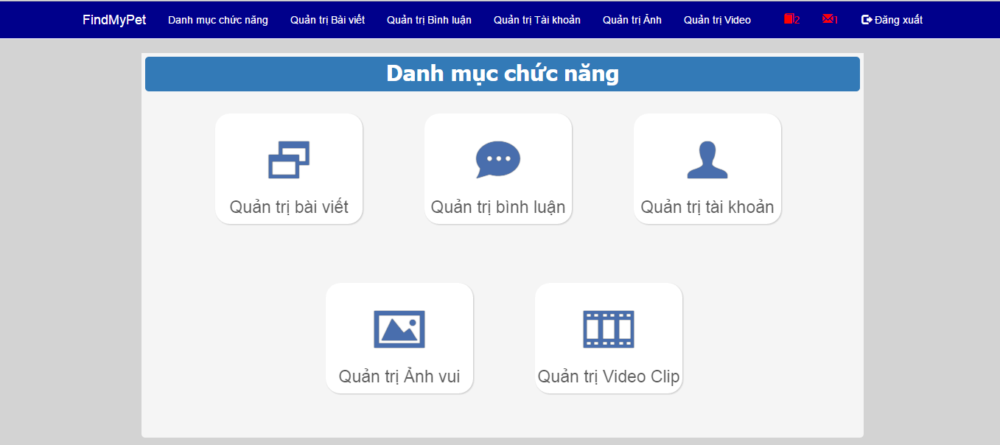 FindMyPet Danh mục chức năng Quản trị Bài viết Quản trị Bình luận Quản trị Tài khoản Quản trị Ảnh Quản trị Video 2 1 Đăng xuất
Danh mục chức năng
Quản trị bài viết Quản trị bình luận Quản trị tài khoản
Quản trị Ảnh vui Quản trị Video Clip